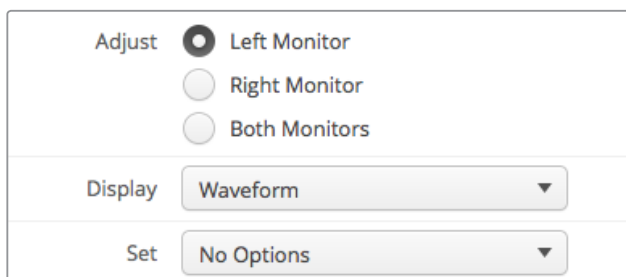 Adjust Left Monitor
Right Monitor
Both Monitors
Display Waveform
Set No Options